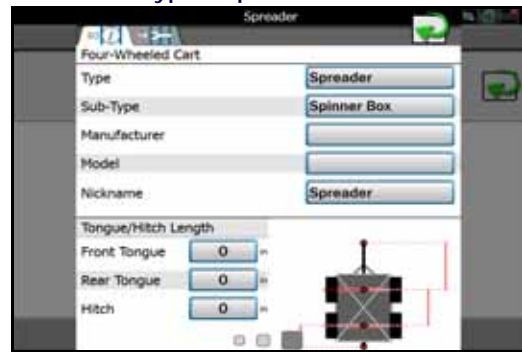 Spreader
Four-Wheeled Cart
Type Spreader
Sub-Type Spinner Box
Manufacturer
Model
Nickname Spreader
Tongue/Hitch Length
Front Tongue 0 in
Rear Tongue 0 in
Hitch 0 in